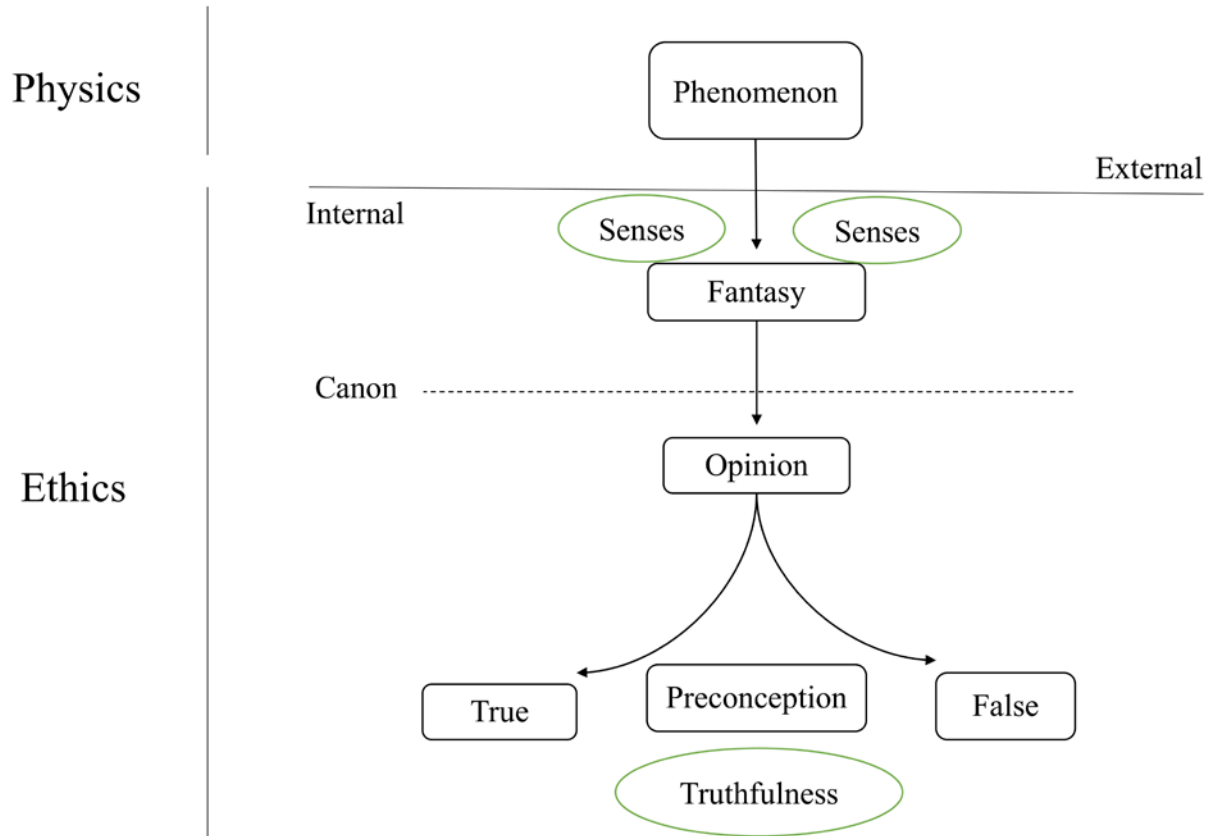 Physics
Phenomenon
External
Internal
Senses
Senses
Fantasy
Canon
Opinion
Ethics
True
Preconception
False
Truthfulness